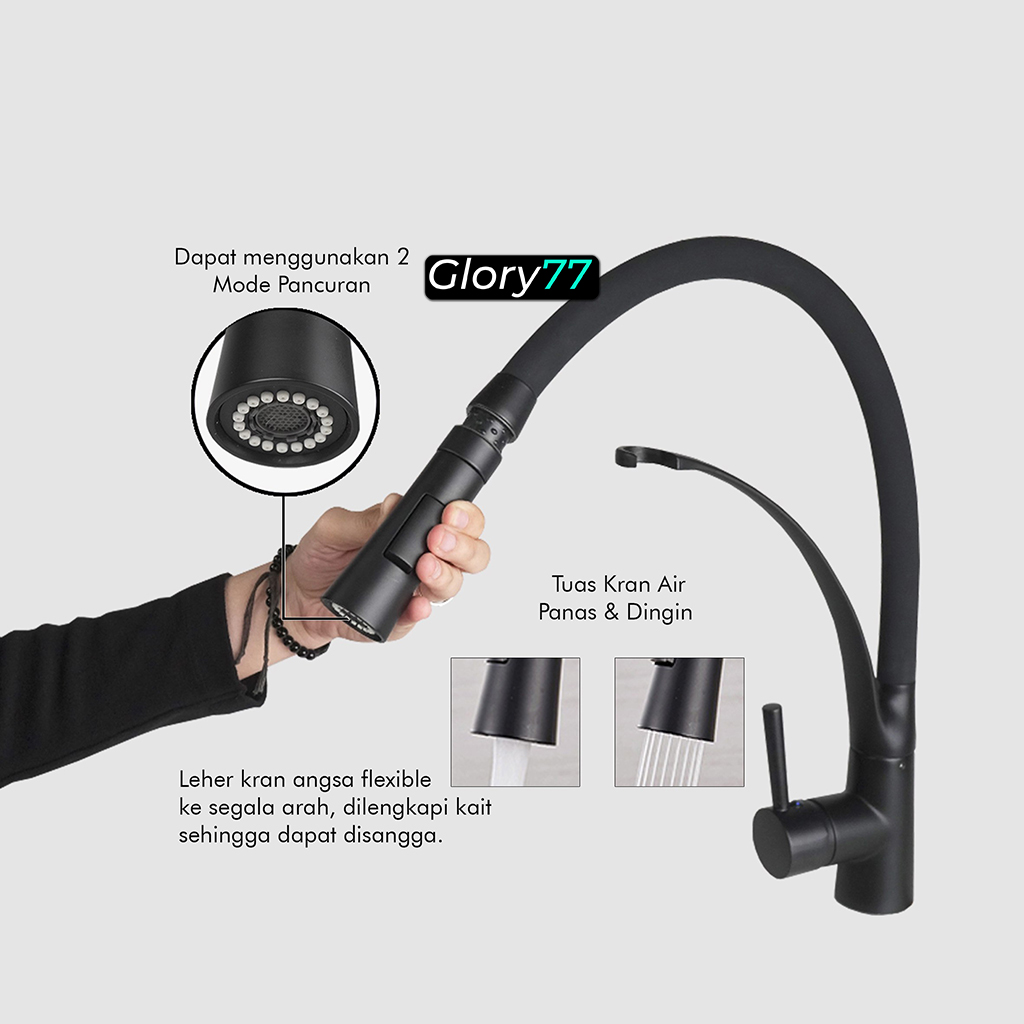 Dapat menggunakan 2
Mode Pancuran
Glory77
Tuas Kran Air
Panas & Dingin
Leher kran angsa flexible
ke segala arah, dilengkapi kait
sehingga dapat disangga.